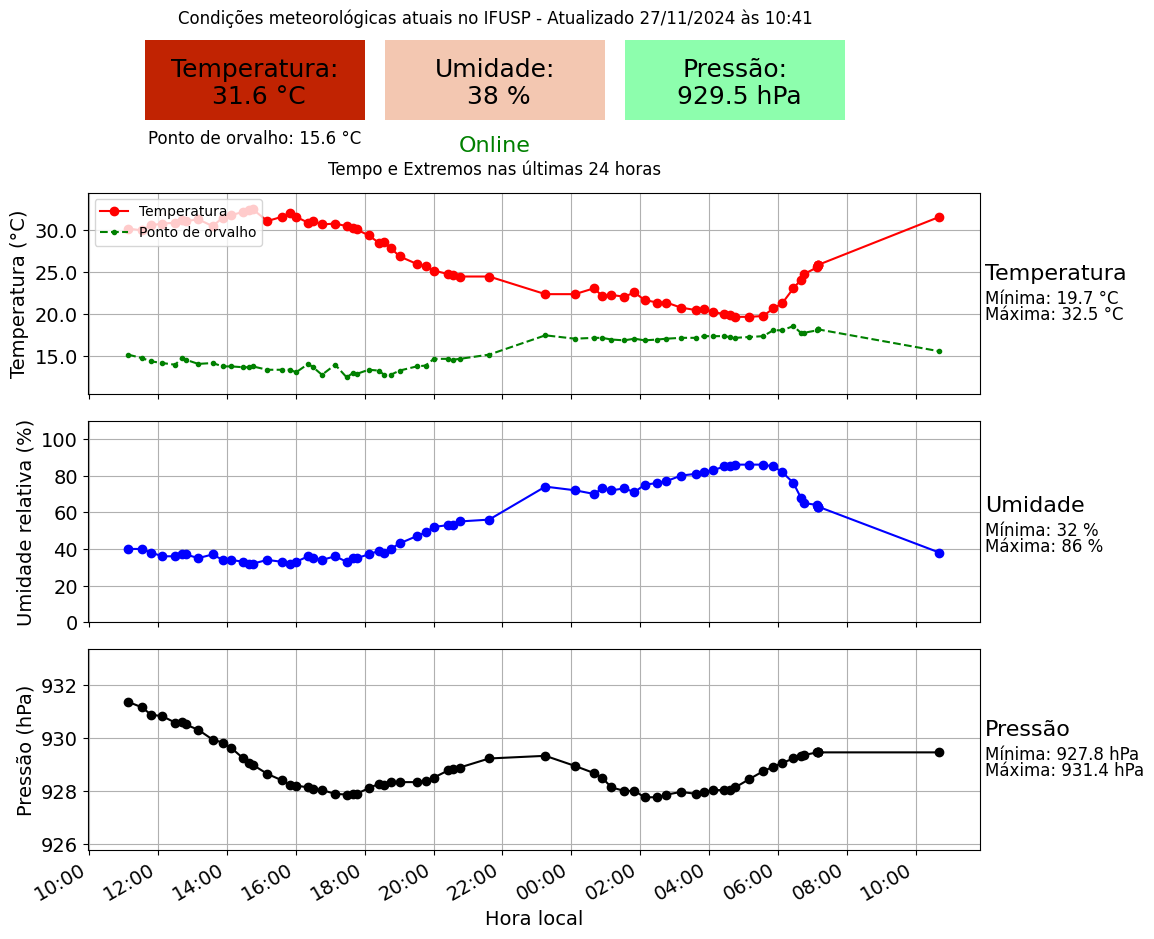 Condições meteorológicas atuais no IFUSP - Atualizado 27/11/2024 às 10:41
Temperatura:
31.6 °C
Umidade:
38 %
Pressão:
929.5 hPa
Ponto de orvalho: 15.6 °C
Online
Tempo e Extremos nas últimas 24 horas
Temperatura (°C)
30.0
25.0
20.0
15.0
Temperatura
Ponto de orvalho
Temperatura
Mínima: 19.7 °C
Máxima: 32.5 °C
Umidade relativa (%)
100
80
60
40
20
0
Umidade
Mínima: 32 %
Máxima: 86 %
Pressão (hPa)
932
930
928
926
Pressão
Mínima: 927.8 hPa
Máxima: 931.4 hPa
10:00
12:00
14:00
16:00
18:00
20:00
22:00
00:00
02:00
04:00
06:00
08:00
10:00
Hora local